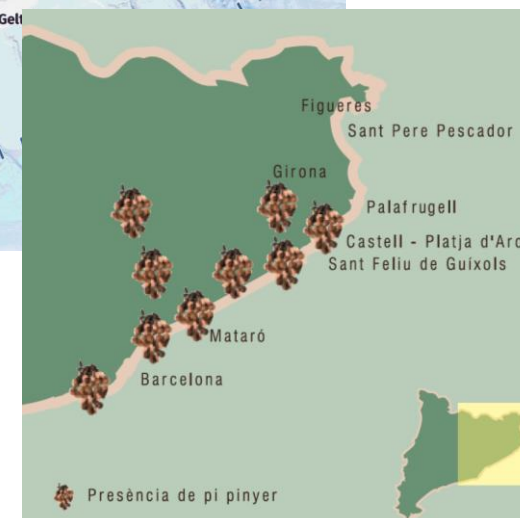 Gelt
Figueres
Sant Pere Pescador
Girona
Palafrugell
Castell - Platja d'Aro
Sant Feliu de Guíxols
Mataró
Barcelona
Presència de pi pinyer